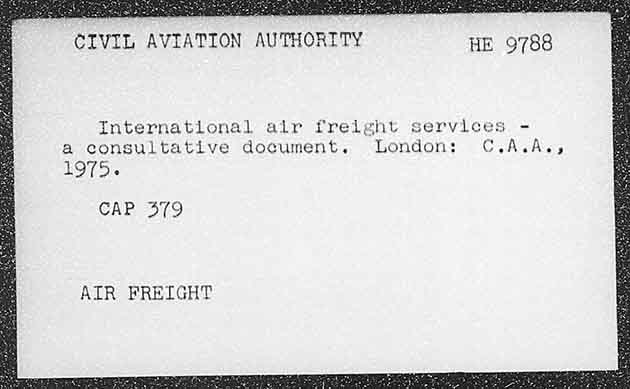 CIVIL AVIATION AUTHORITY HE 9788
International air freight services -
a consultative document. London: C.A.A.,
1975.
CAP 379
AIR FREIGHT